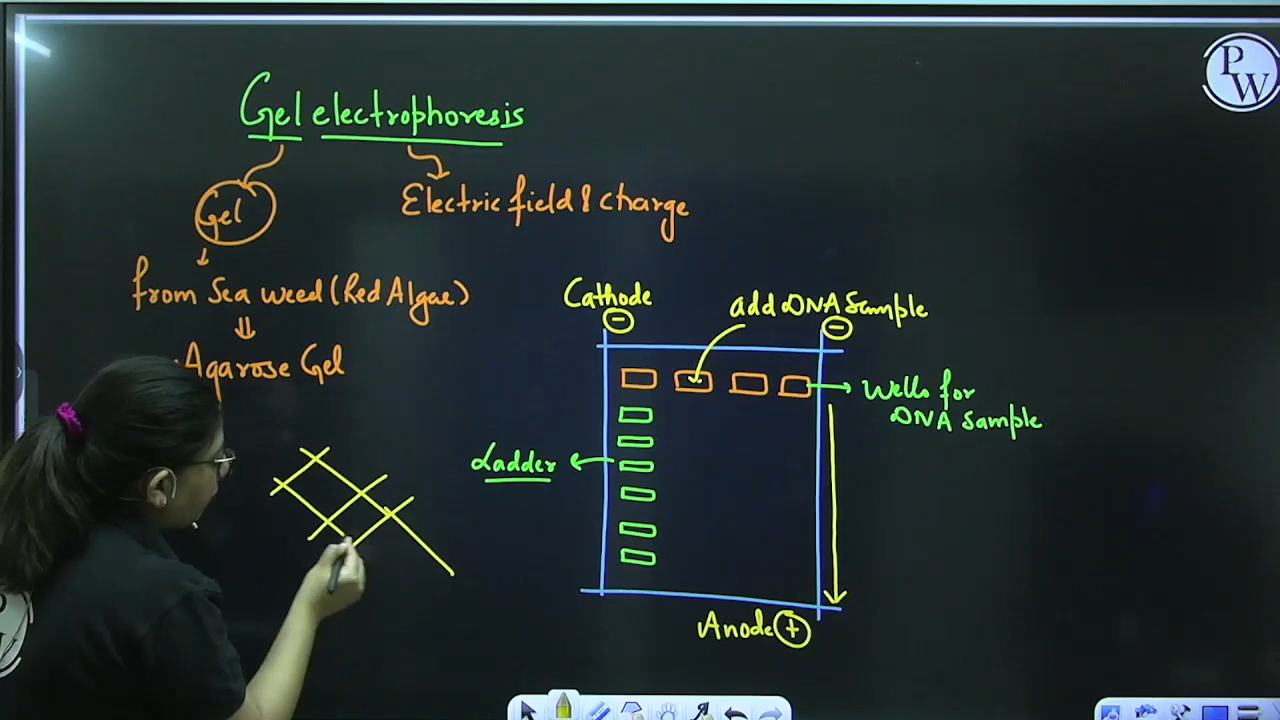 PW
Gel electrophoresis
Gel
Electric field & charge
from Sea weed (Red Algae)
Agarose Gel
Cathode
add DNA Sample
Wells for
DNA Sample
Ladder
Anode +
W